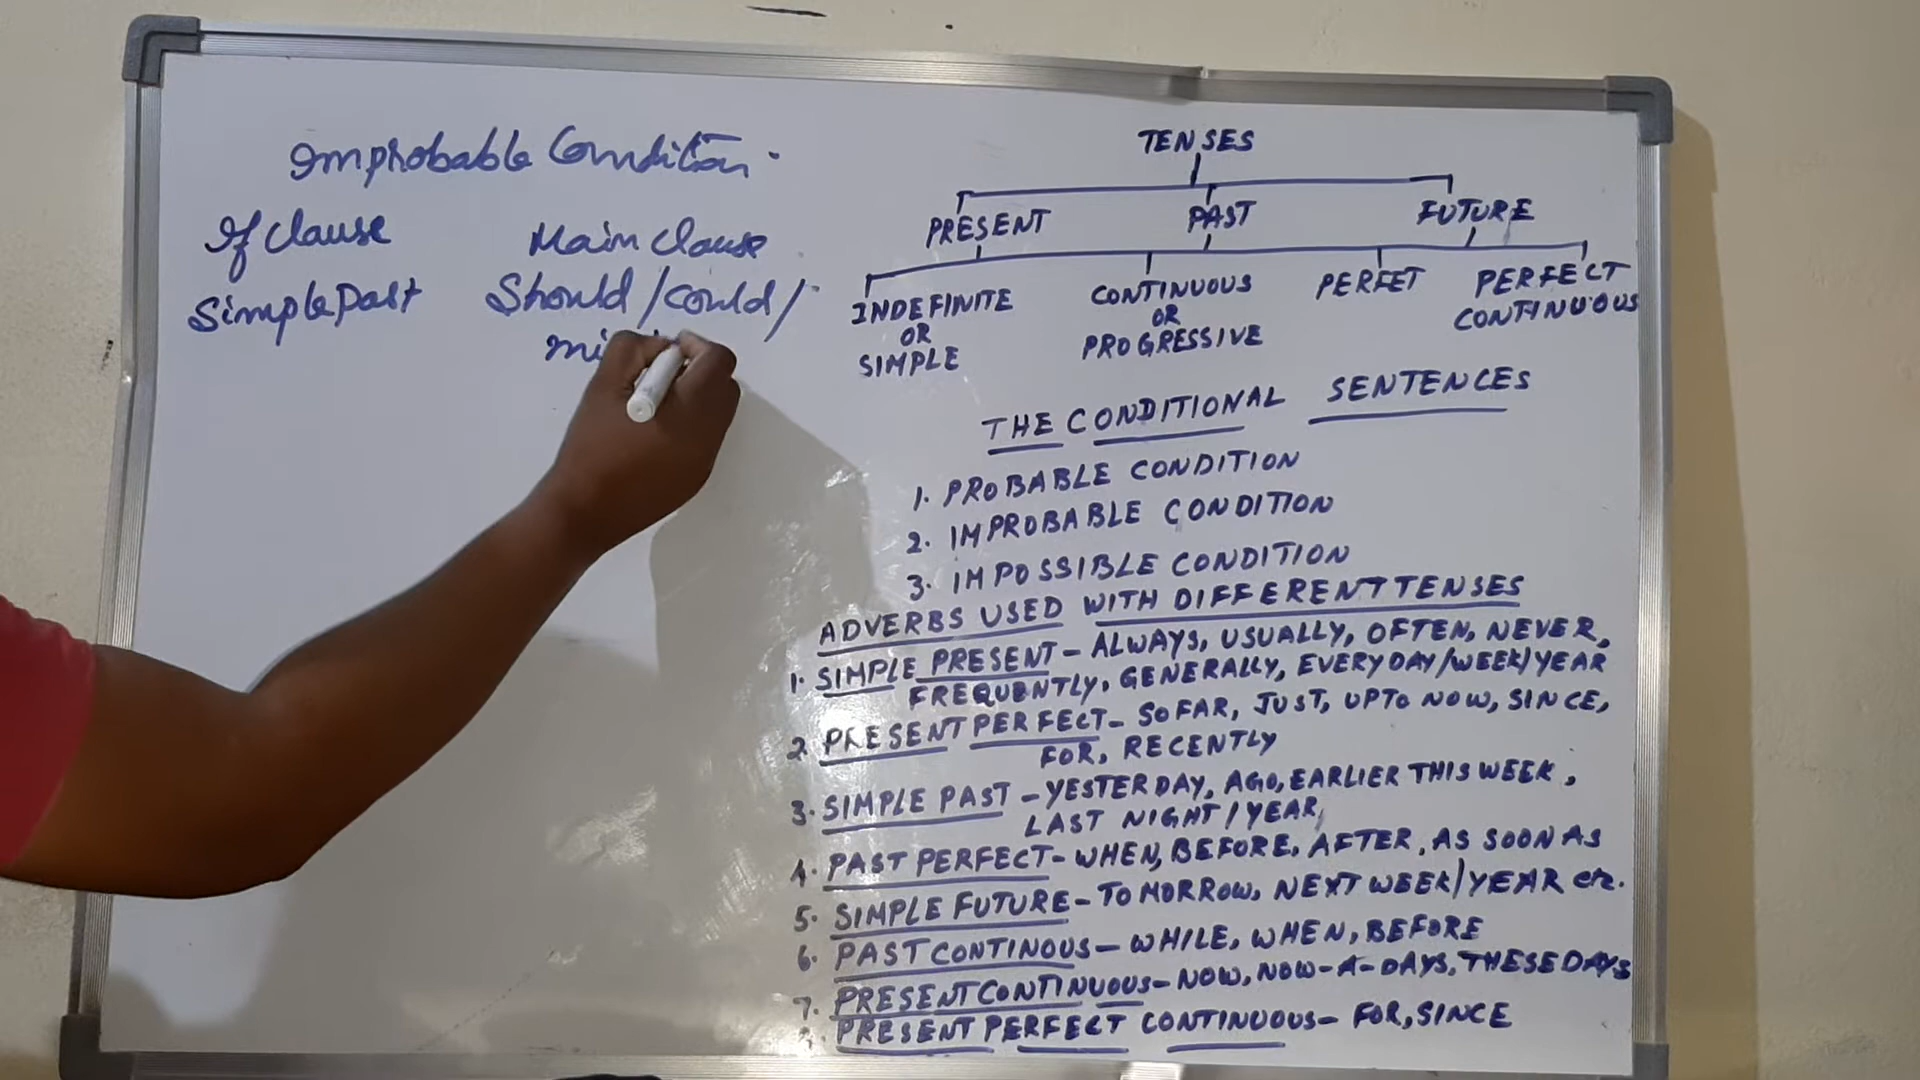 Improbable Condition.
If Clause Main Clause
Simple Past Should / Could /
TENSES
PRESENT PAST FUTURE
INDEFINITE OR SIMPLE
CONTINUOUS OR PROGRESSIVE
PERFET
PERFECT CONTINUOUS
THE CONDITIONAL SENTENCES
1. PROBABLE CONDITION
2. IMPROBABLE CONDITION
3. IMPOSSIBLE CONDITION
ADVERBS USED WITH DIFFERENT TENSES
1. SIMPLE PRESENT - ALWAYS, USUALLY, OFTEN, NEVER,
FREQUENTLY, GENERALLY, EVERY DAY/WEEK/YEAR
2. PRESENT PERFECT - SO FAR, JUST, UPTO NOW, SINCE,
FOR, RECENTLY
3. SIMPLE PAST - YESTERDAY, AGO, EARLIER THIS WEEK,
LAST NIGHT / YEAR,
4. PAST PERFECT - WHEN, BEFORE, AFTER, AS SOON AS
5. SIMPLE FUTURE - TOMORROW, NEXT WEEK/YEAR etc.
6. PAST CONTINOUS - WHILE, WHEN, BEFORE
7. PRESENT CONTINUOUS - NOW, NOW-A-DAYS, THESE DAYS
PRESENT PERFECT CONTINUOUS - FOR, SINCE